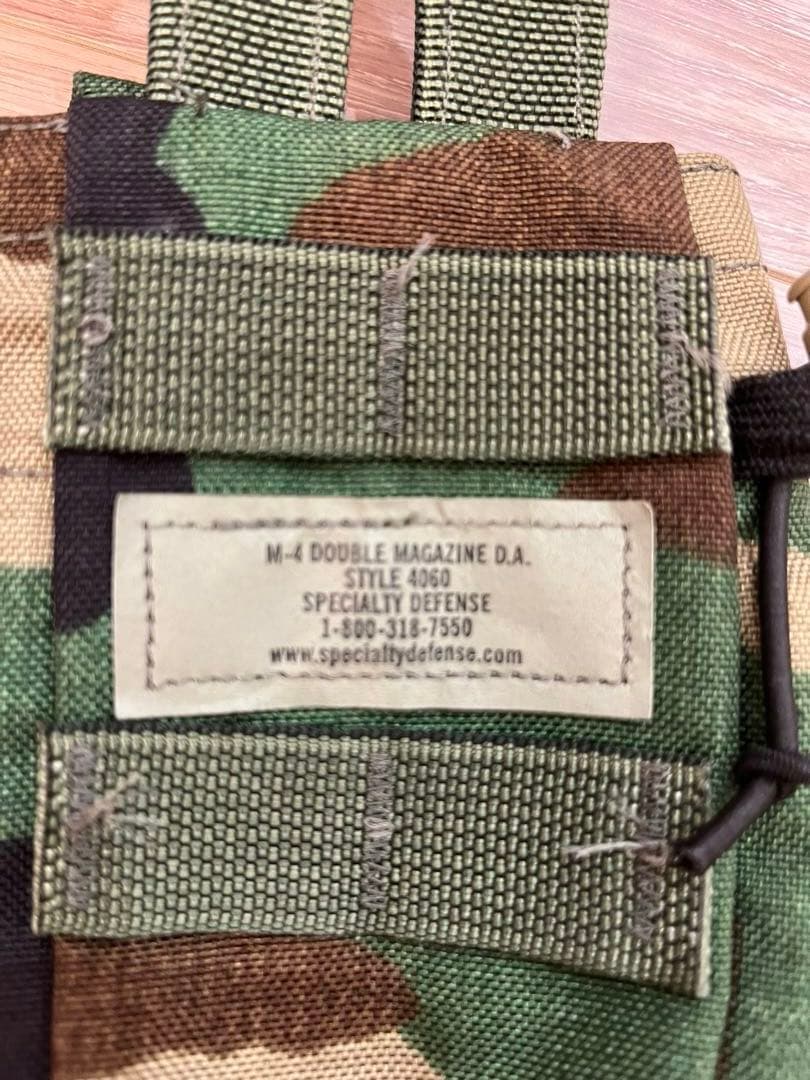 M-4 DOUBLE MAGAZINE D.A.
STYLE 4060
SPECIALTY DEFENSE
1-800-318-7550
www.specialtydefense.com